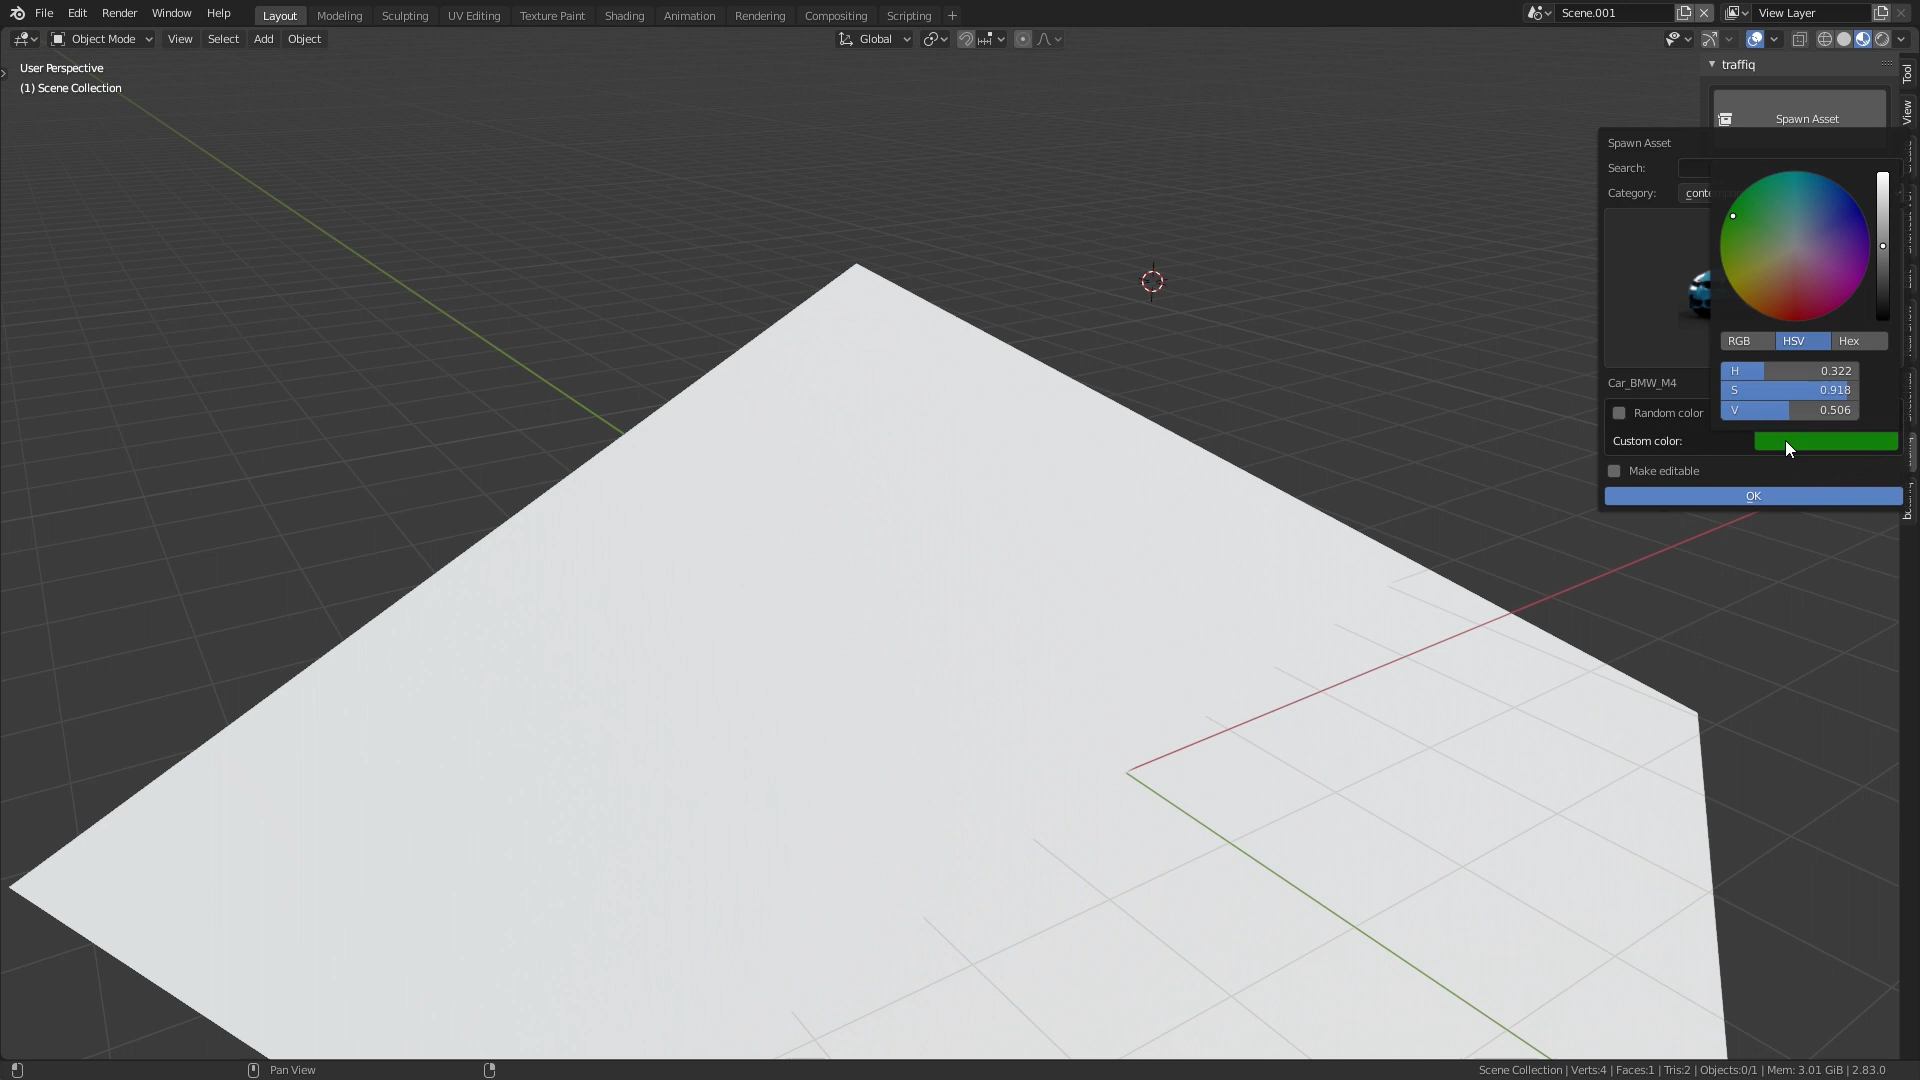 File Edit Render Window Help Layout Modeling Sculpting UV Editing Texture Paint Shading Animation Rendering Compositing Scripting + Scene.001 View Layer
Object Mode View Select Add Object Global
User Perspective
(1) Scene Collection
traffiq
Tool
View
Spawn Asset
Spawn Asset
Search:
Category:
RGB HSV Hex
H 0.322
S 0.918
V 0.506
Car_BMW_M4
Random color
Custom color:
Make editable
OK
Pan View
Scene Collection | Verts:4 | Faces:1 | Tris:2 | Objects:0/1 | Mem: 3.01 GiB | 2.83.0